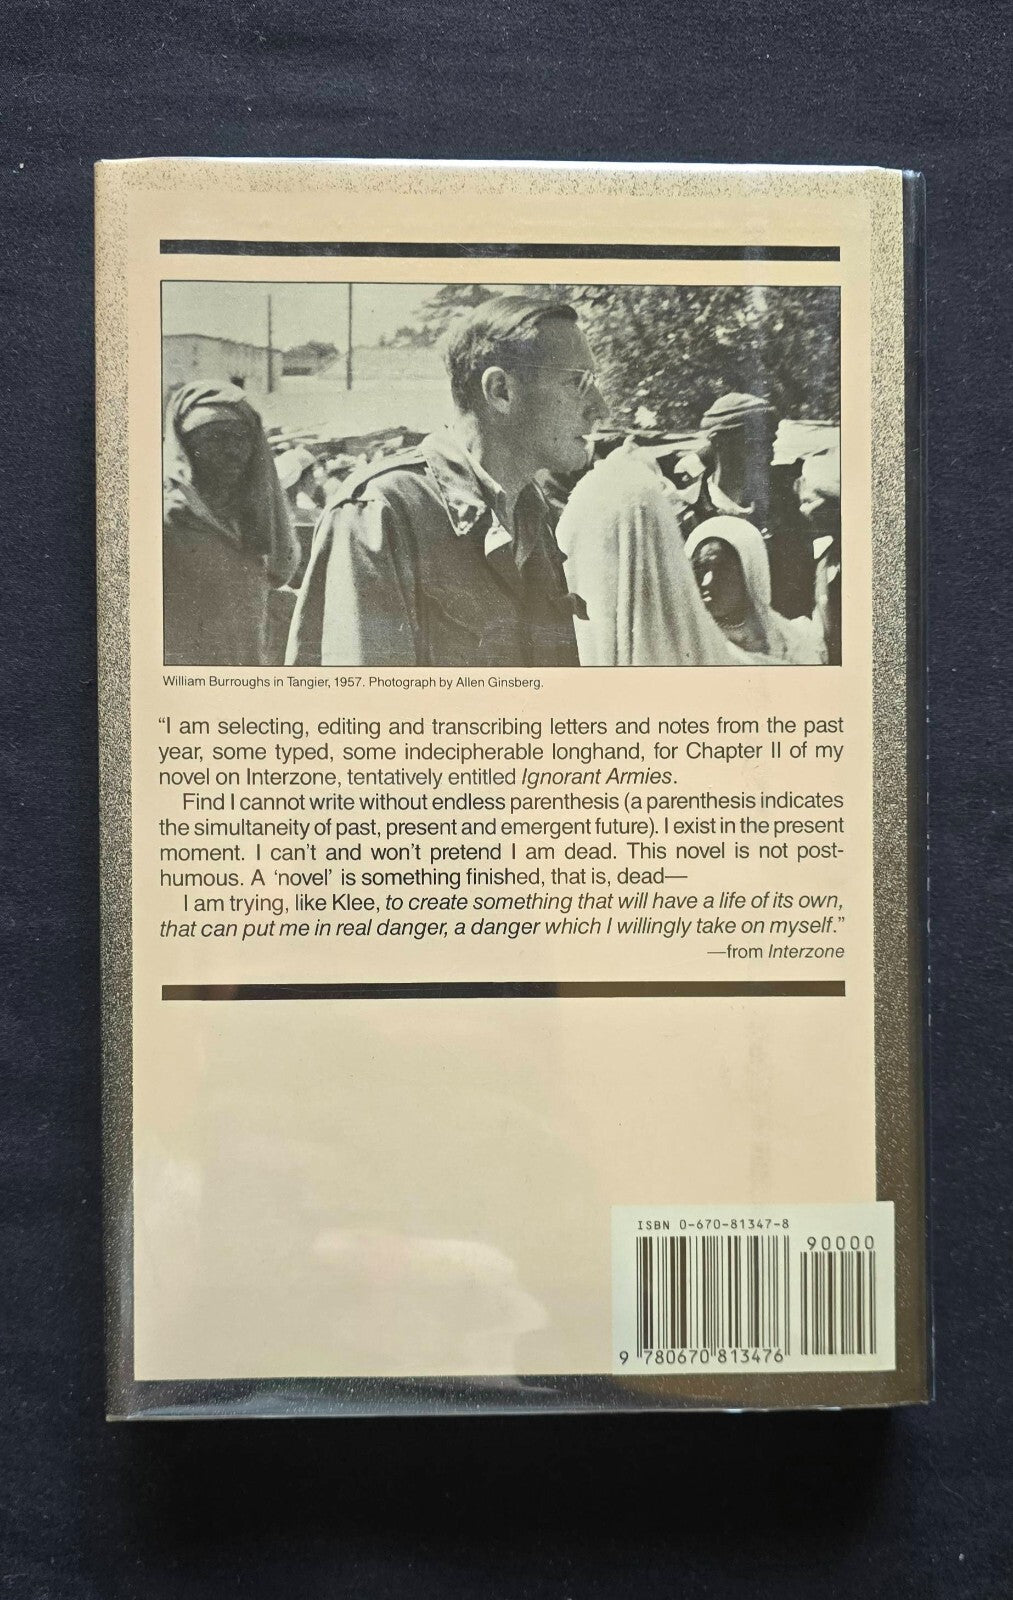 William Burroughs in Tangier, 1957. Photograph by Allen Ginsberg.
“I am selecting, editing and transcribing letters and notes from the past
year, some typed, some indecipherable longhand, for Chapter II of my
novel on Interzone, tentatively entitled Ignorant Armies.
Find I cannot write without endless parenthesis (a parenthesis indicates
the simultaneity of past, present and emergent future). I exist in the present
moment. I can’t and won’t pretend I am dead. This novel is not post-
humous. A ‘novel’ is something finished, that is, dead—
I am trying, like Klee, to create something that will have a life of its own,
that can put me in real danger, a danger which I willingly take on myself.”
—from Interzone
ISBN 0-670-81347-8
90000
9 780670 813476